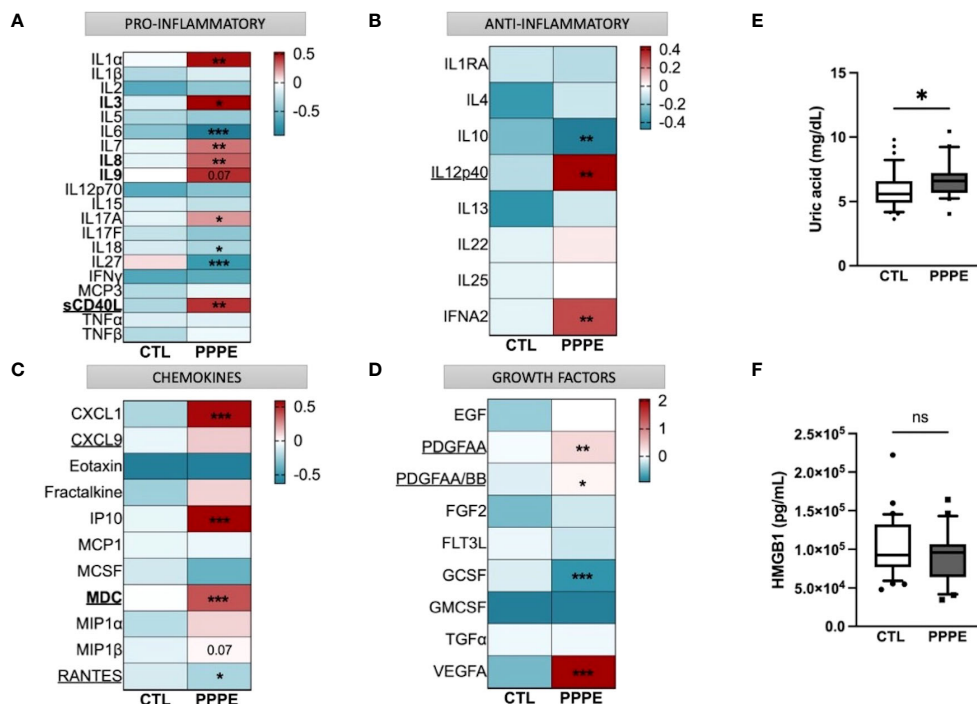 A
PRO-INFLAMMATORY
IL1α
IL1β
IL2
IL3
IL5
IL6
IL7
IL8
IL9
IL12p70
IL15
IL17A
IL17F
IL18
IL27
IFNγ
MCP3
sCD40L
TNFα
TNFβ
**
*
***
**
**
0.07
*
*
***
**
CTL PPPE
0.5
0
-0.5
B
ANTI-INFLAMMATORY
IL1RA
IL4
IL10
IL12p40
IL13
IL22
IL25
IFNA2
**
**
**
CTL PPPE
0.4
0.2
0
-0.2
-0.4
E
Uric acid (mg/dL)
15
10
5
0
*
CTL PPPE
C
CHEMOKINES
CXCL1
CXCL9
Eotaxin
Fractalkine
IP10
MCP1
MCSF
MDC
MIP1α
MIP1β
RANTES
***
***
***
0.07
*
CTL PPPE
0.5
0
-0.5
D
GROWTH FACTORS
EGF
PDGFAA
PDGFAA/BB
FGF2
FLT3L
GCSF
GMCSF
TGFα
VEGFA
**
*
***
***
CTL PPPE
2
1
0
F
HMGB1 (pg/mL)
2.5×10⁵
2.0×10⁵
1.5×10⁵
1.0×10⁵
5.0×10⁴
0.0
ns
CTL PPPE